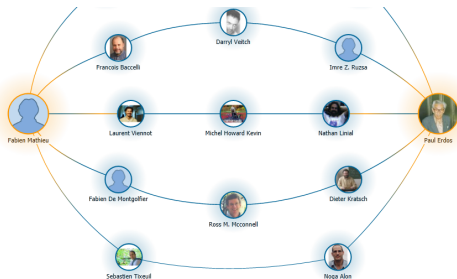 Darryl Veitch
Francois Baccelli
Imre Z. Ruzsa
Fabien Mathieu
Laurent Viennot
Michel Howard Kevin
Nathan Linial
Paul Erdos
Fabien De Montgolfier
Ross M. Mcconnell
Dieter Kratsch
Sebastien Tixeuil
Noga Alon